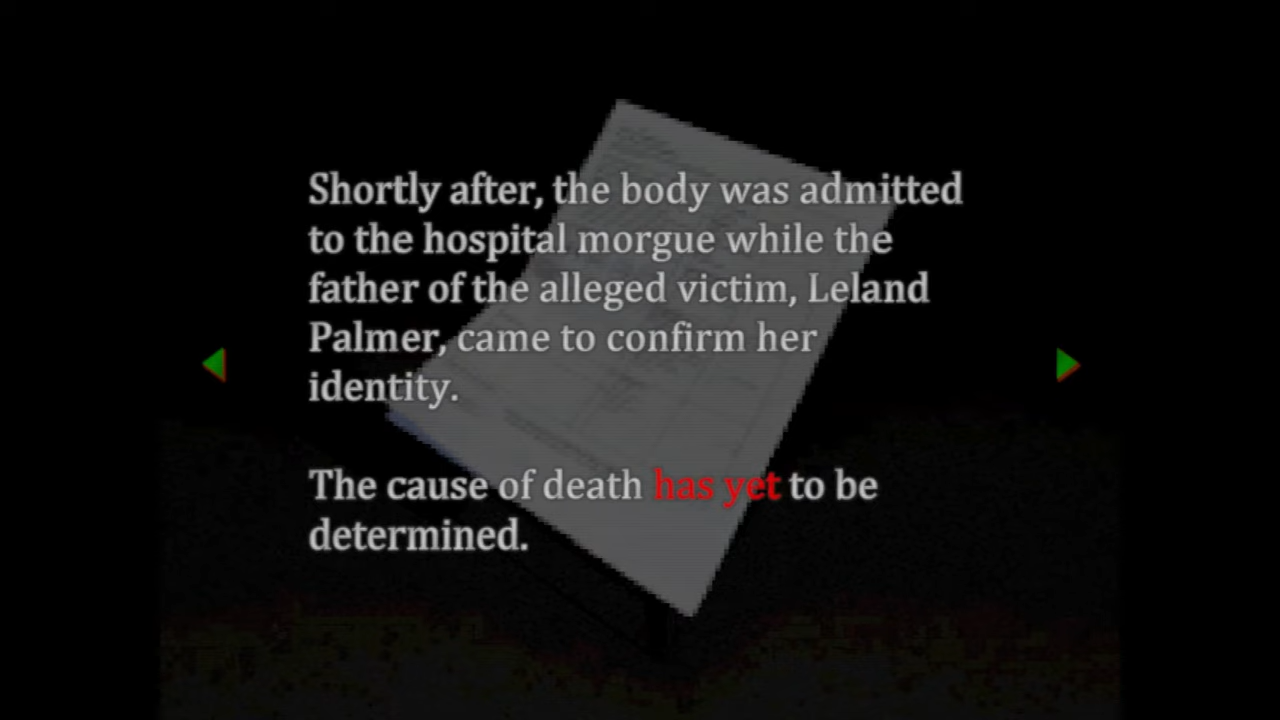 Shortly after, the body was admitted
to the hospital morgue while the
father of the alleged victim, Leland
Palmer, came to confirm her
identity.
The cause of death has yet to be
determined.